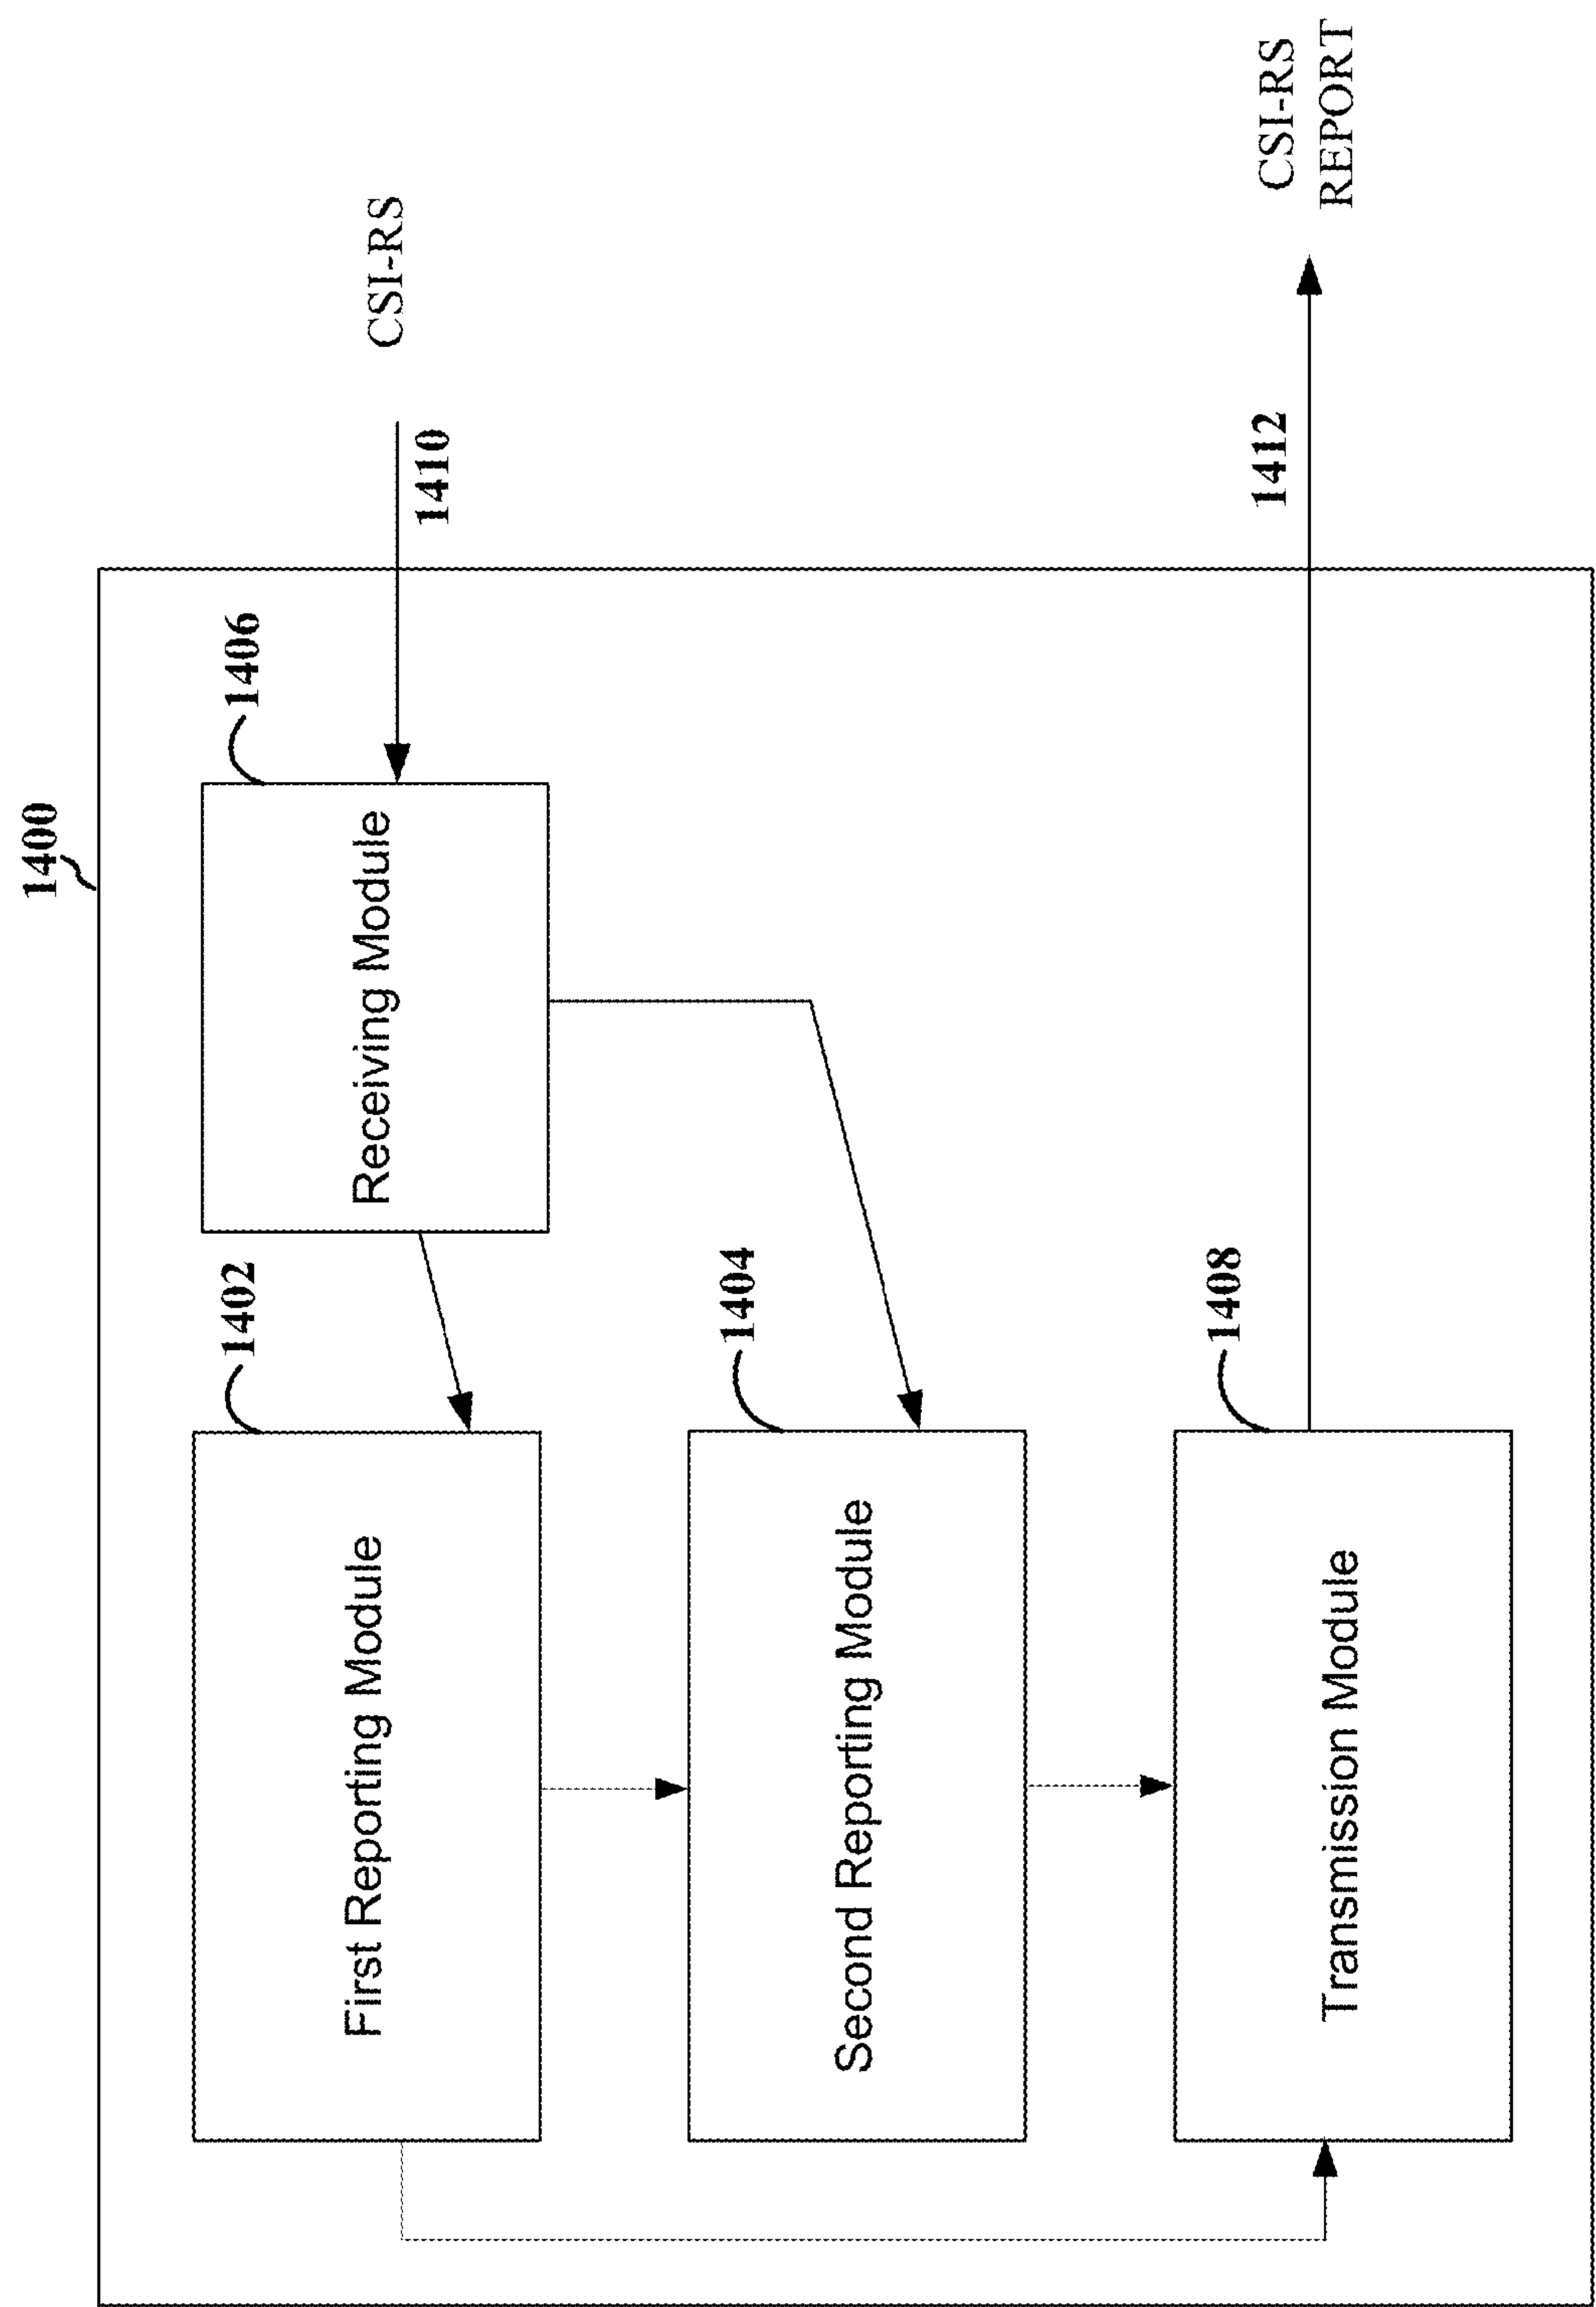 1400
1402
First Reporting Module
1406
Receiving Module
CSI-RS
1410
1404
Second Reporting Module
1408
Transmission Module
1412
CSI-RS
REPORT